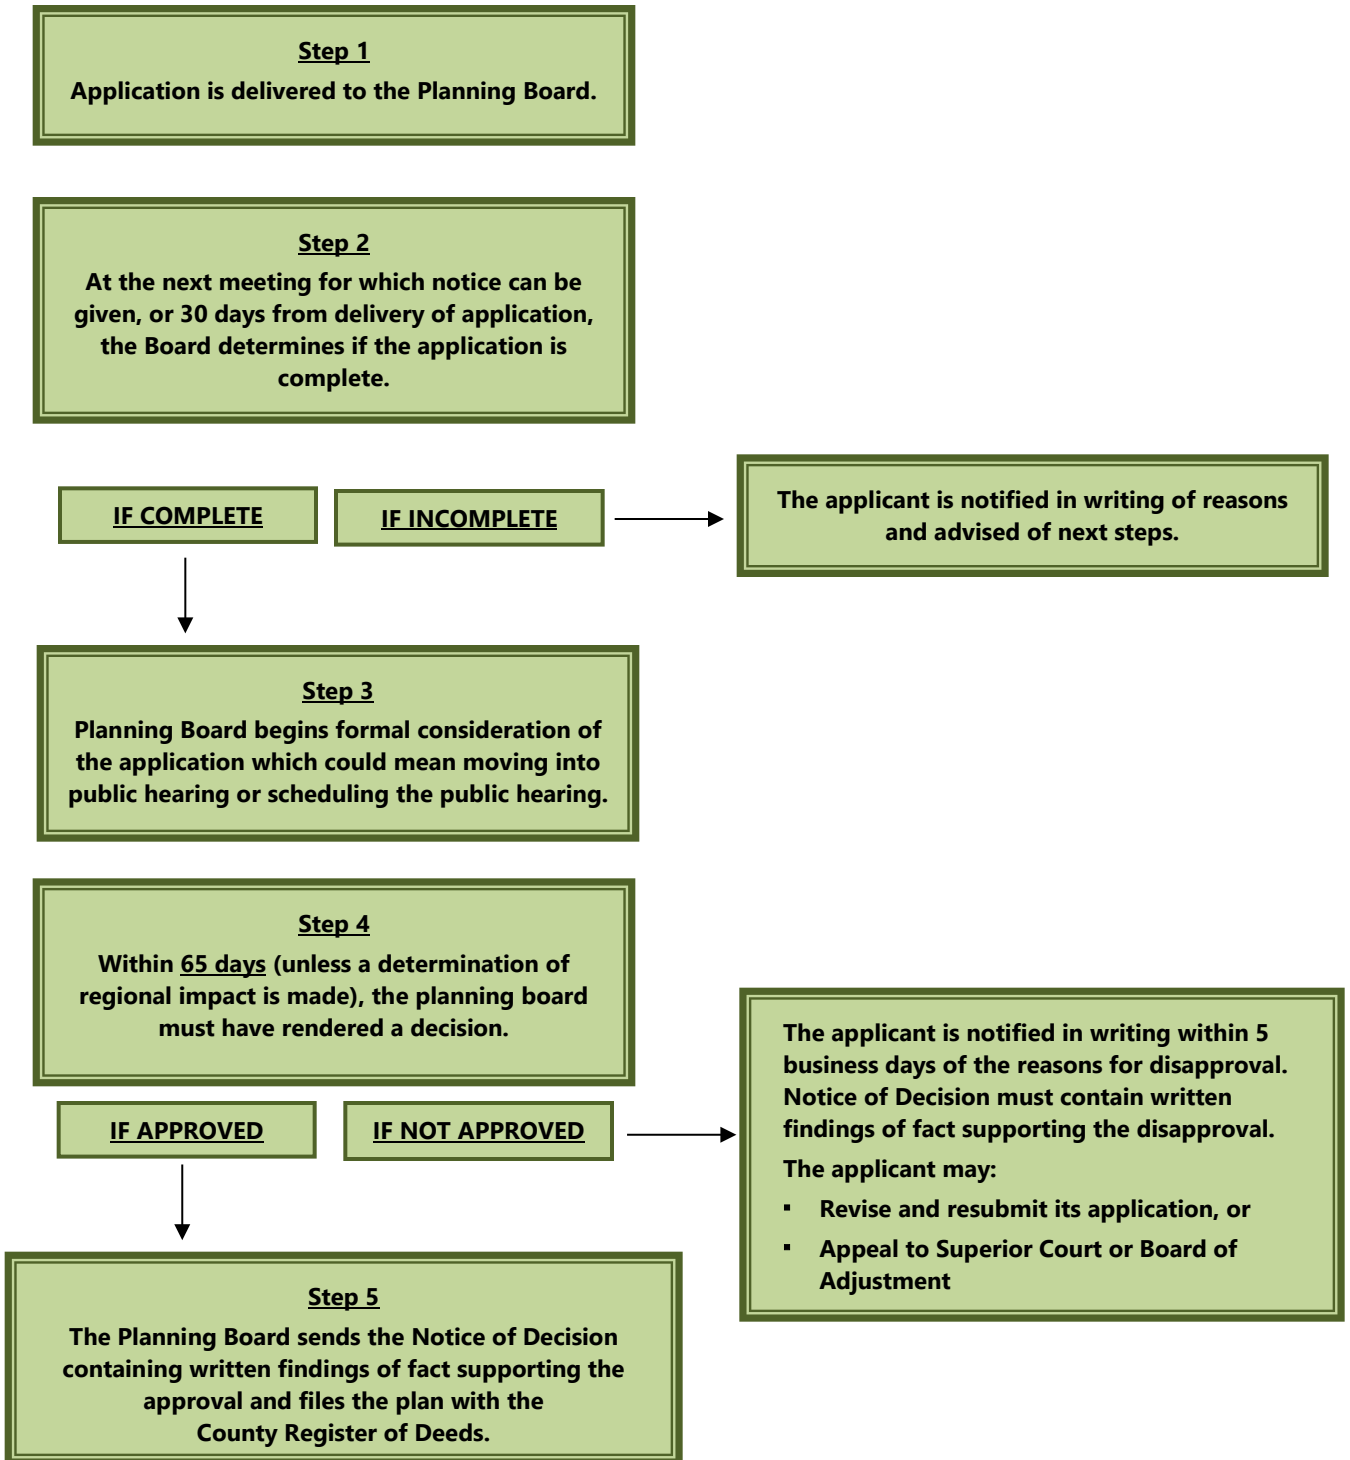 Step 1
Application is delivered to the Planning Board.
Step 2
At the next meeting for which notice can be
given, or 30 days from delivery of application,
the Board determines if the application is
complete.
IF COMPLETE
IF INCOMPLETE
The applicant is notified in writing of reasons
and advised of next steps.
Step 3
Planning Board begins formal consideration of
the application which could mean moving into
public hearing or scheduling the public hearing.
Step 4
Within 65 days (unless a determination of
regional impact is made), the planning board
must have rendered a decision.
IF APPROVED
IF NOT APPROVED
The applicant is notified in writing within 5
business days of the reasons for disapproval.
Notice of Decision must contain written
findings of fact supporting the disapproval.
The applicant may:
▪ Revise and resubmit its application, or
▪ Appeal to Superior Court or Board of
Adjustment
Step 5
The Planning Board sends the Notice of Decision
containing written findings of fact supporting the
approval and files the plan with the
County Register of Deeds.